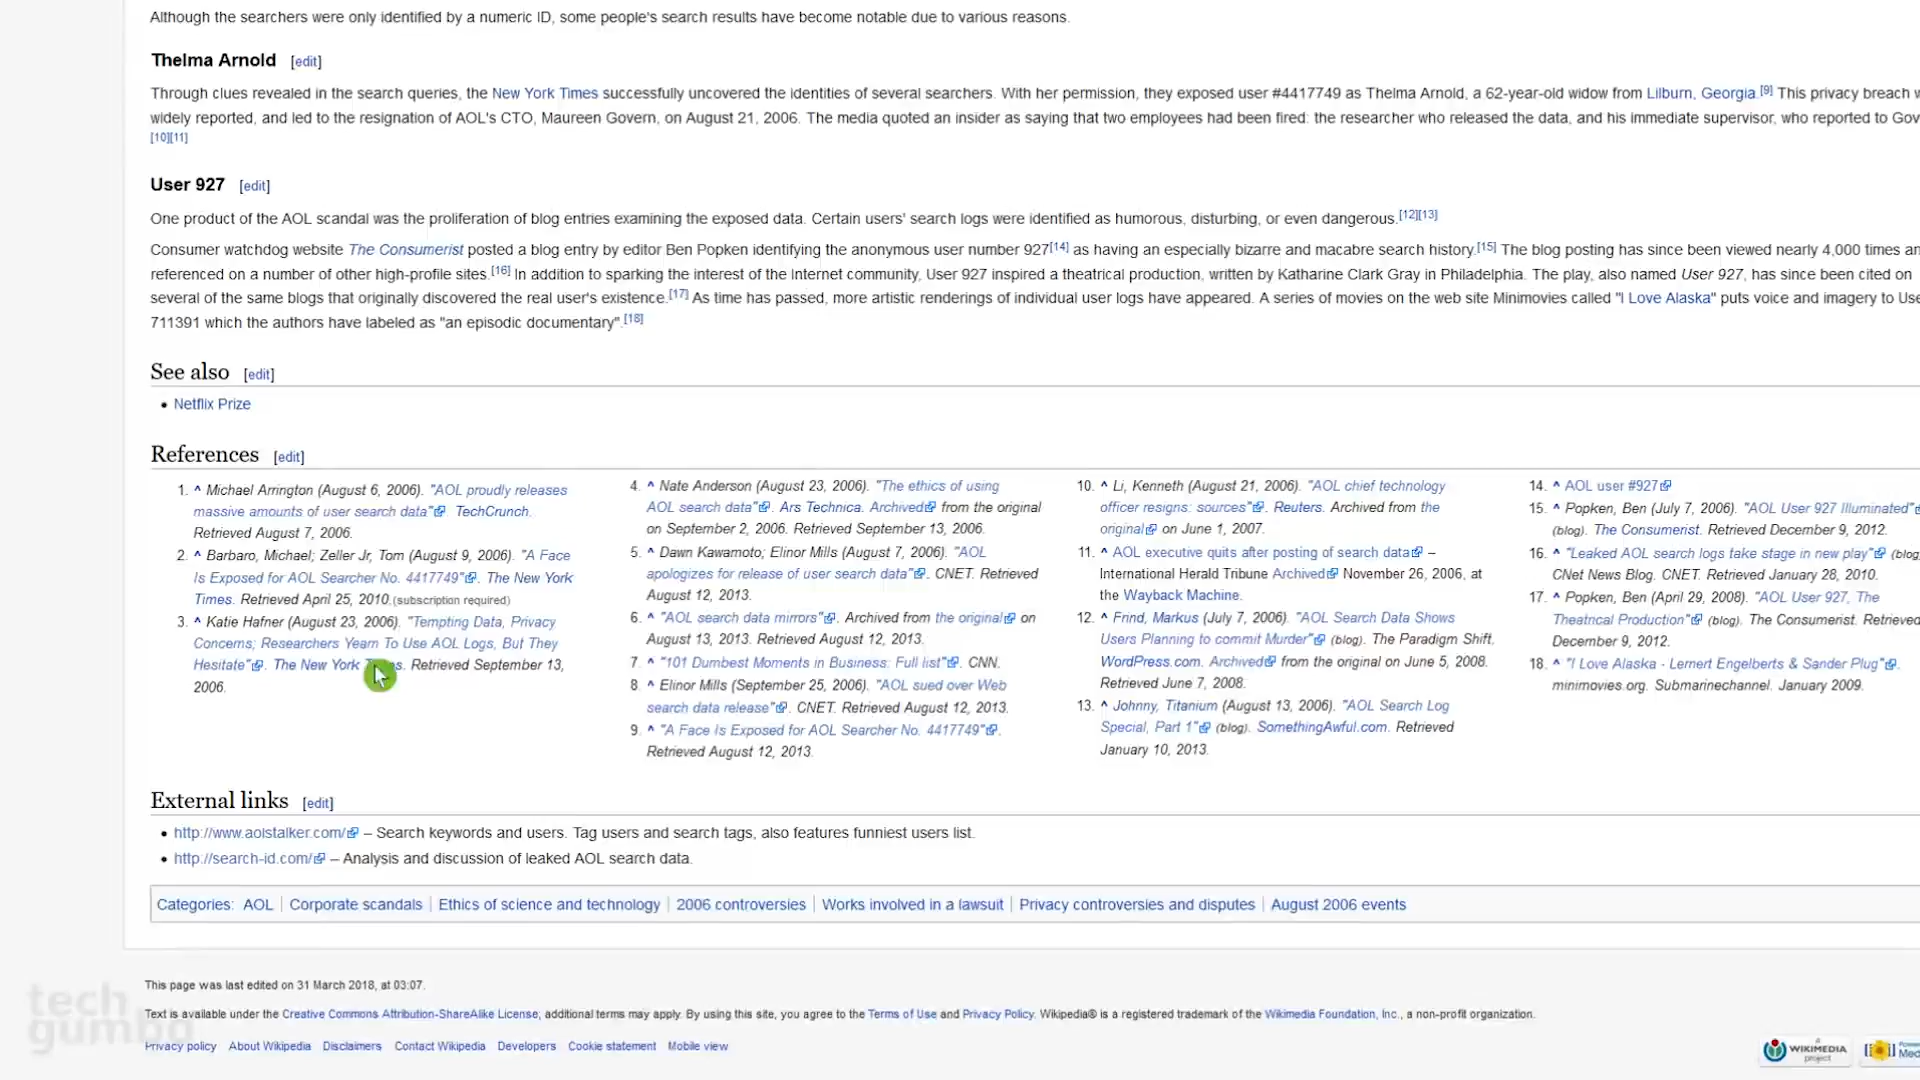 Although the searchers were only identified by a numeric ID, some people's search results have become notable due to various reasons.
Thelma Arnold [edit]
Through clues revealed in the search queries, the New York Times successfully uncovered the identities of several searchers. With her permission, they exposed user #4417749 as Thelma Arnold, a 62-year-old widow from Lilburn, Georgia.[9] This privacy breach w
widely reported, and led to the resignation of AOL's CTO, Maureen Govern, on August 21, 2006. The media quoted an insider as saying that two employees had been fired: the researcher who released the data, and his immediate supervisor, who reported to Gov
[10][11]
User 927 [edit]
One product of the AOL scandal was the proliferation of blog entries examining the exposed data. Certain users' search logs were identified as humorous, disturbing, or even dangerous.[12][13]
Consumer watchdog website The Consumerist posted a blog entry by editor Ben Popken identifying the anonymous user number 927[14] as having an especially bizarre and macabre search history.[15] The blog posting has since been viewed nearly 4,000 times an
referenced on a number of other high-profile sites.[16] In addition to sparking the interest of the Internet community, User 927 inspired a theatrical production, written by Katharine Clark Gray in Philadelphia. The play, also named User 927, has since been cited on
several of the same blogs that originally discovered the real user's existence.[17] As time has passed, more artistic renderings of individual user logs have appeared. A series of movies on the web site Minimovies called "I Love Alaska" puts voice and imagery to Use
711391 which the authors have labeled as "an episodic documentary".[18]
See also [edit]
• Netflix Prize
References [edit]
1. ^ Michael Arrington (August 6, 2006). "AOL proudly releases
massive amounts of user search data". TechCrunch.
Retrieved August 7, 2006.
2. ^ Barbaro, Michael; Zeller Jr, Tom (August 9, 2006). "A Face
Is Exposed for AOL Searcher No. 4417749". The New York
Times. Retrieved April 25, 2010.(subscription required)
3. ^ Katie Hafner (August 23, 2006). "Tempting Data, Privacy
Concerns; Researchers Yearn To Use AOL Logs, But They
Hesitate". The New York Times. Retrieved September 13,
2006.
4. ^ Nate Anderson (August 23, 2006). "The ethics of using
AOL search data". Ars Technica. Archived from the original
on September 2, 2006. Retrieved September 13, 2006.
5. ^ Dawn Kawamoto; Elinor Mills (August 7, 2006). "AOL
apologizes for release of user search data". CNET. Retrieved
August 12, 2013.
6. ^ "AOL search data mirrors". Archived from the original on
August 13, 2013. Retrieved August 12, 2013.
7. ^ "101 Dumbest Moments in Business: Full list". CNN.
8. ^ Elinor Mills (September 25, 2006). "AOL sued over Web
search data release". CNET. Retrieved August 12, 2013.
9. ^ "A Face Is Exposed for AOL Searcher No. 4417749".
Retrieved August 12, 2013.
10. ^ Li, Kenneth (August 21, 2006). "AOL chief technology
officer resigns: sources". Reuters. Archived from the
original on June 1, 2007.
11. ^ AOL executive quits after posting of search data –
International Herald Tribune Archived November 26, 2006, at
the Wayback Machine.
12. ^ Frind, Markus (July 7, 2006). "AOL Search Data Shows
Users Planning to commit Murder" (blog). The Paradigm Shift.
WordPress.com. Archived from the original on June 5, 2008.
Retrieved June 7, 2008.
13. ^ Johnny, Titanium (August 13, 2006). "AOL Search Log
Special, Part 1" (blog). SomethingAwful.com. Retrieved
January 10, 2013.
14. ^ AOL user #927
15. ^ Popken, Ben (July 7, 2006). "AOL User 927 Illuminated"
(blog). The Consumerist. Retrieved December 9, 2012.
16. ^ "Leaked AOL search logs take stage in new play" (blog
CNet News Blog. CNET. Retrieved January 28, 2010.
17. ^ Popken, Ben (April 29, 2008). "AOL User 927, The
Theatrical Production" (blog). The Consumerist. Retrieved
December 9, 2012.
18. ^ "I Love Alaska - Lernert Engelberts & Sander Plug".
minimovies.org. Submarinechannel. January 2009.
External links [edit]
• http://www.aolstalker.com/ – Search keywords and users. Tag users and search tags, also features funniest users list.
• http://search-id.com/ – Analysis and discussion of leaked AOL search data.
Categories: AOL | Corporate scandals | Ethics of science and technology | 2006 controversies | Works involved in a lawsuit | Privacy controversies and disputes | August 2006 events
This page was last edited on 31 March 2018, at 03:07.
Text is available under the Creative Commons Attribution-ShareAlike License; additional terms may apply. By using this site, you agree to the Terms of Use and Privacy Policy. Wikipedia® is a registered trademark of the Wikimedia Foundation, Inc., a non-profit organization.
Privacy policy About Wikipedia Disclaimers Contact Wikipedia Developers Cookie statement Mobile view
tech
gumbo
A
WIKIMEDIA
project
Powered
Med